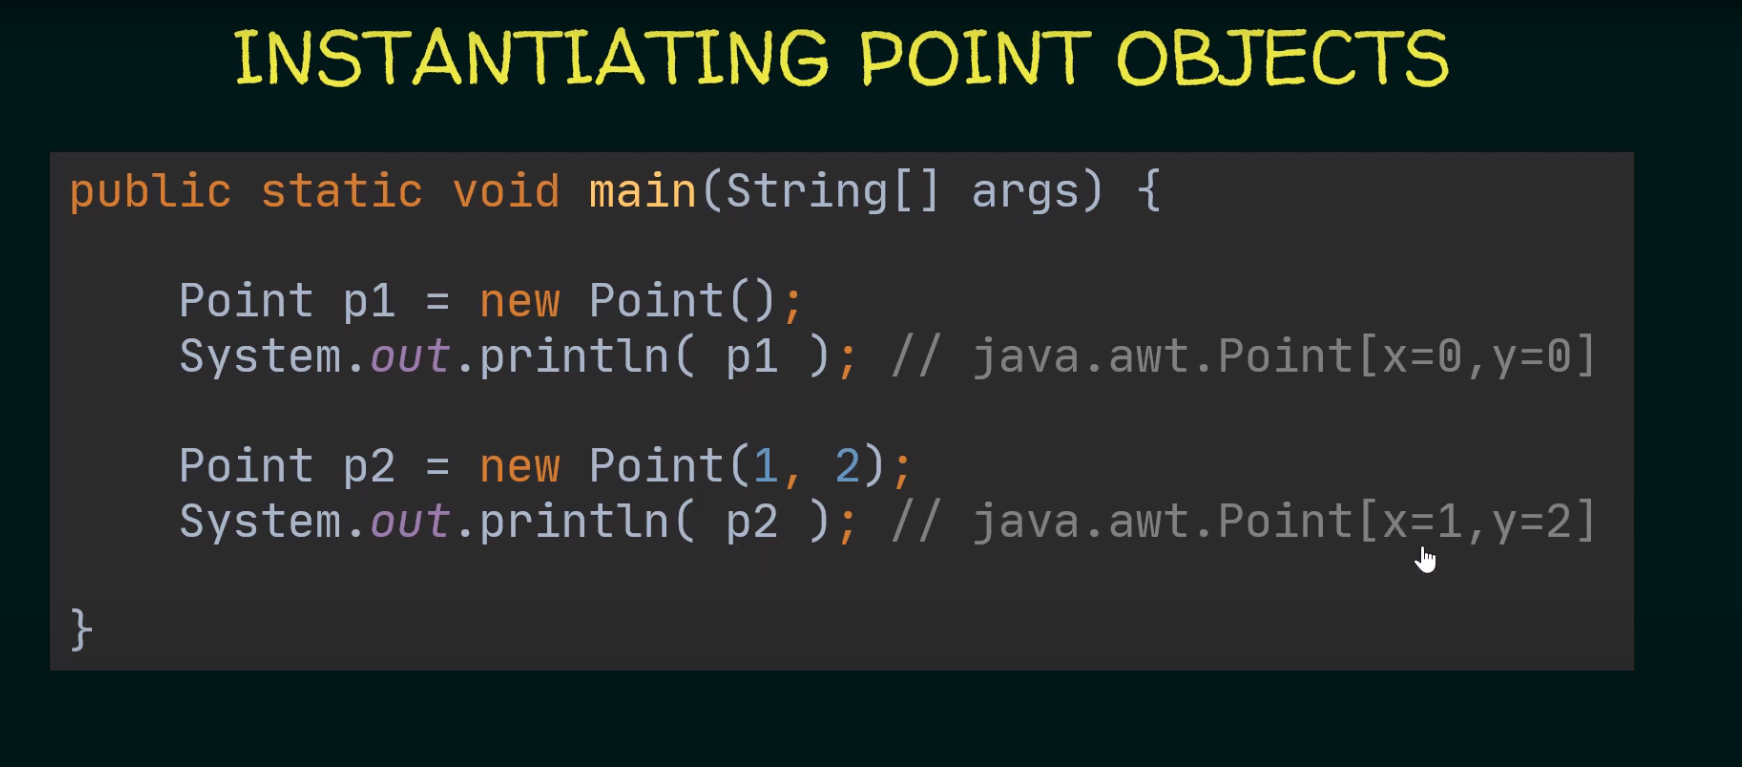 INSTANTIATING POINT OBJECTS
public static void main(String[] args) {
Point p1 = new Point();
System.out.println( p1 ); // java.awt.Point[x=0,y=0]
Point p2 = new Point(1, 2);
System.out.println( p2 ); // java.awt.Point[x=1,y=2]
}